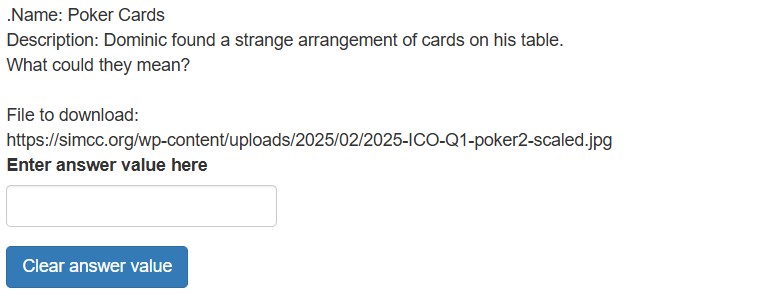 .Name: Poker Cards
Description: Dominic found a strange arrangement of cards on his table.
What could they mean?
File to download:
https://simcc.org/wp-content/uploads/2025/02/2025-ICO-Q1-poker2-scaled.jpg
Enter answer value here
Clear answer value